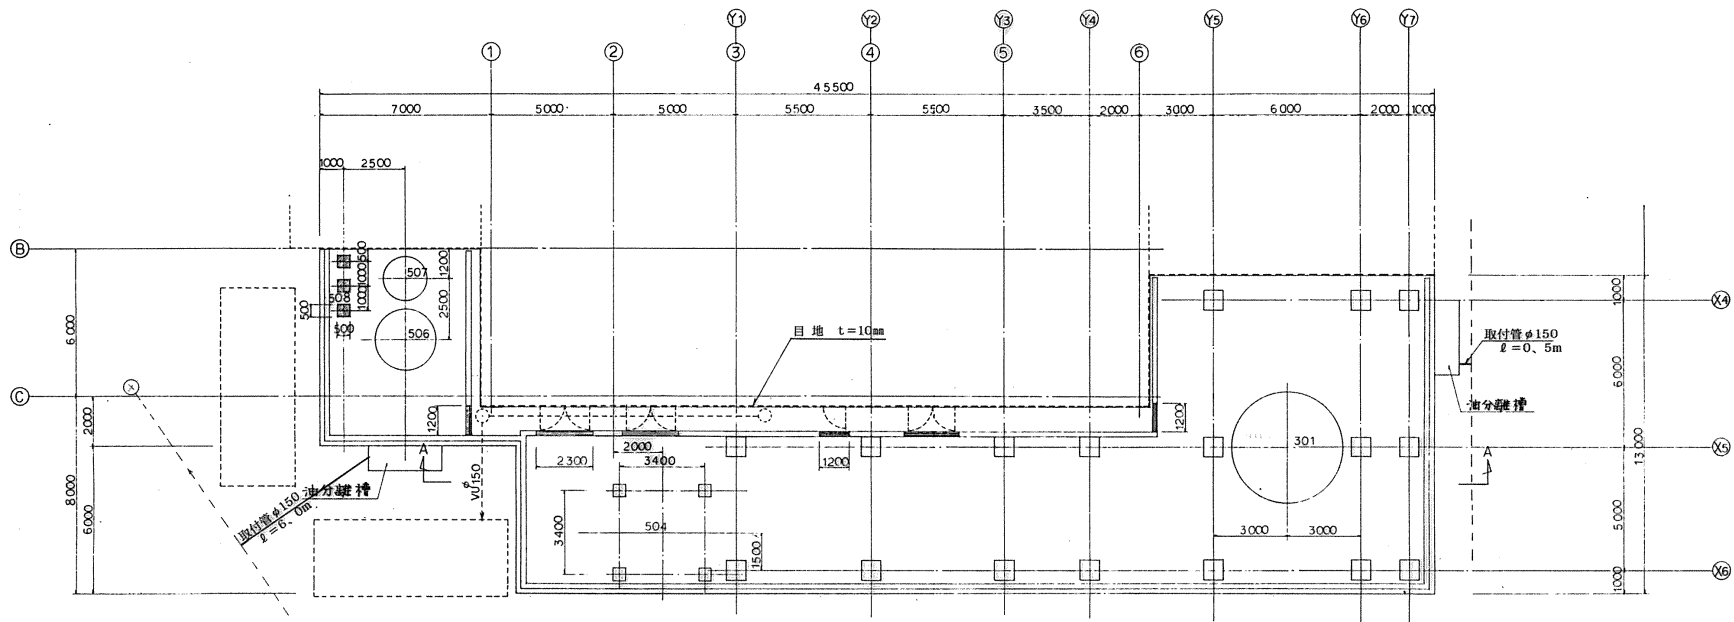 Y1 Y2 Y3 Y4 Y5 Y6 Y7
1 2 3 4 5 6
45500
7000 5000 5000 5500 5500 3500 2000 3000 6000 2000 1000
1000 2500
B
500
1000
1000
1200
2500
507
508
506
500
500
6000
目地 t=10mm
X4
1000
取付管φ150
ℓ=0、5m
6000
油分離槽
C
X
2000
1200
1200
301
13000
X5
A
A
2000
3400
2300
1200
8000
6000
油分離槽
取付管φ150
ℓ=6、0m
VU150
φ
3400
504
1500
3000 3000
5000
1000
X6